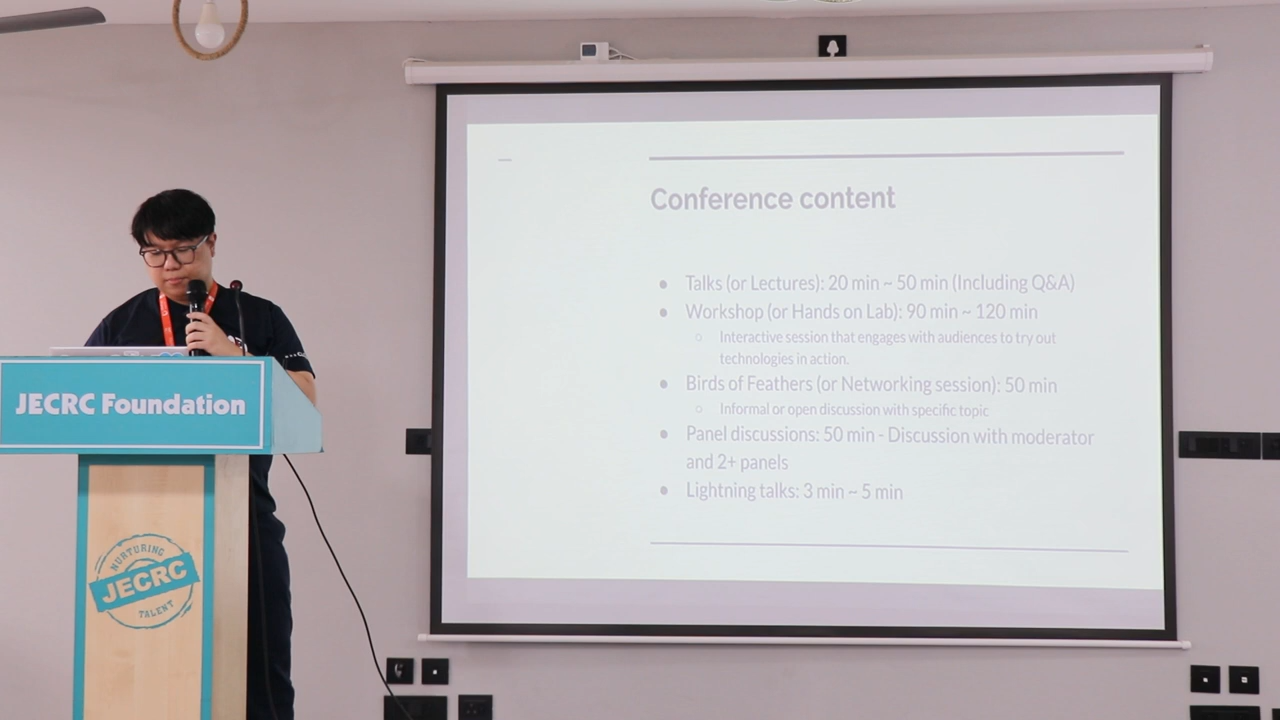 Conference content
Talks (or Lectures): 20 min ~ 50 min (Including Q&A)
Workshop (or Hands on Lab): 90 min ~ 120 min
Interactive session that engages with audiences to try out
technologies in action.
Birds of Feathers (or Networking session): 50 min
Informal or open discussion with specific topic
Panel discussions: 50 min - Discussion with moderator
and 2+ panels
Lightning talks: 3 min ~ 5 min
JECRC Foundation
NURTURING
JECRC
TALENT